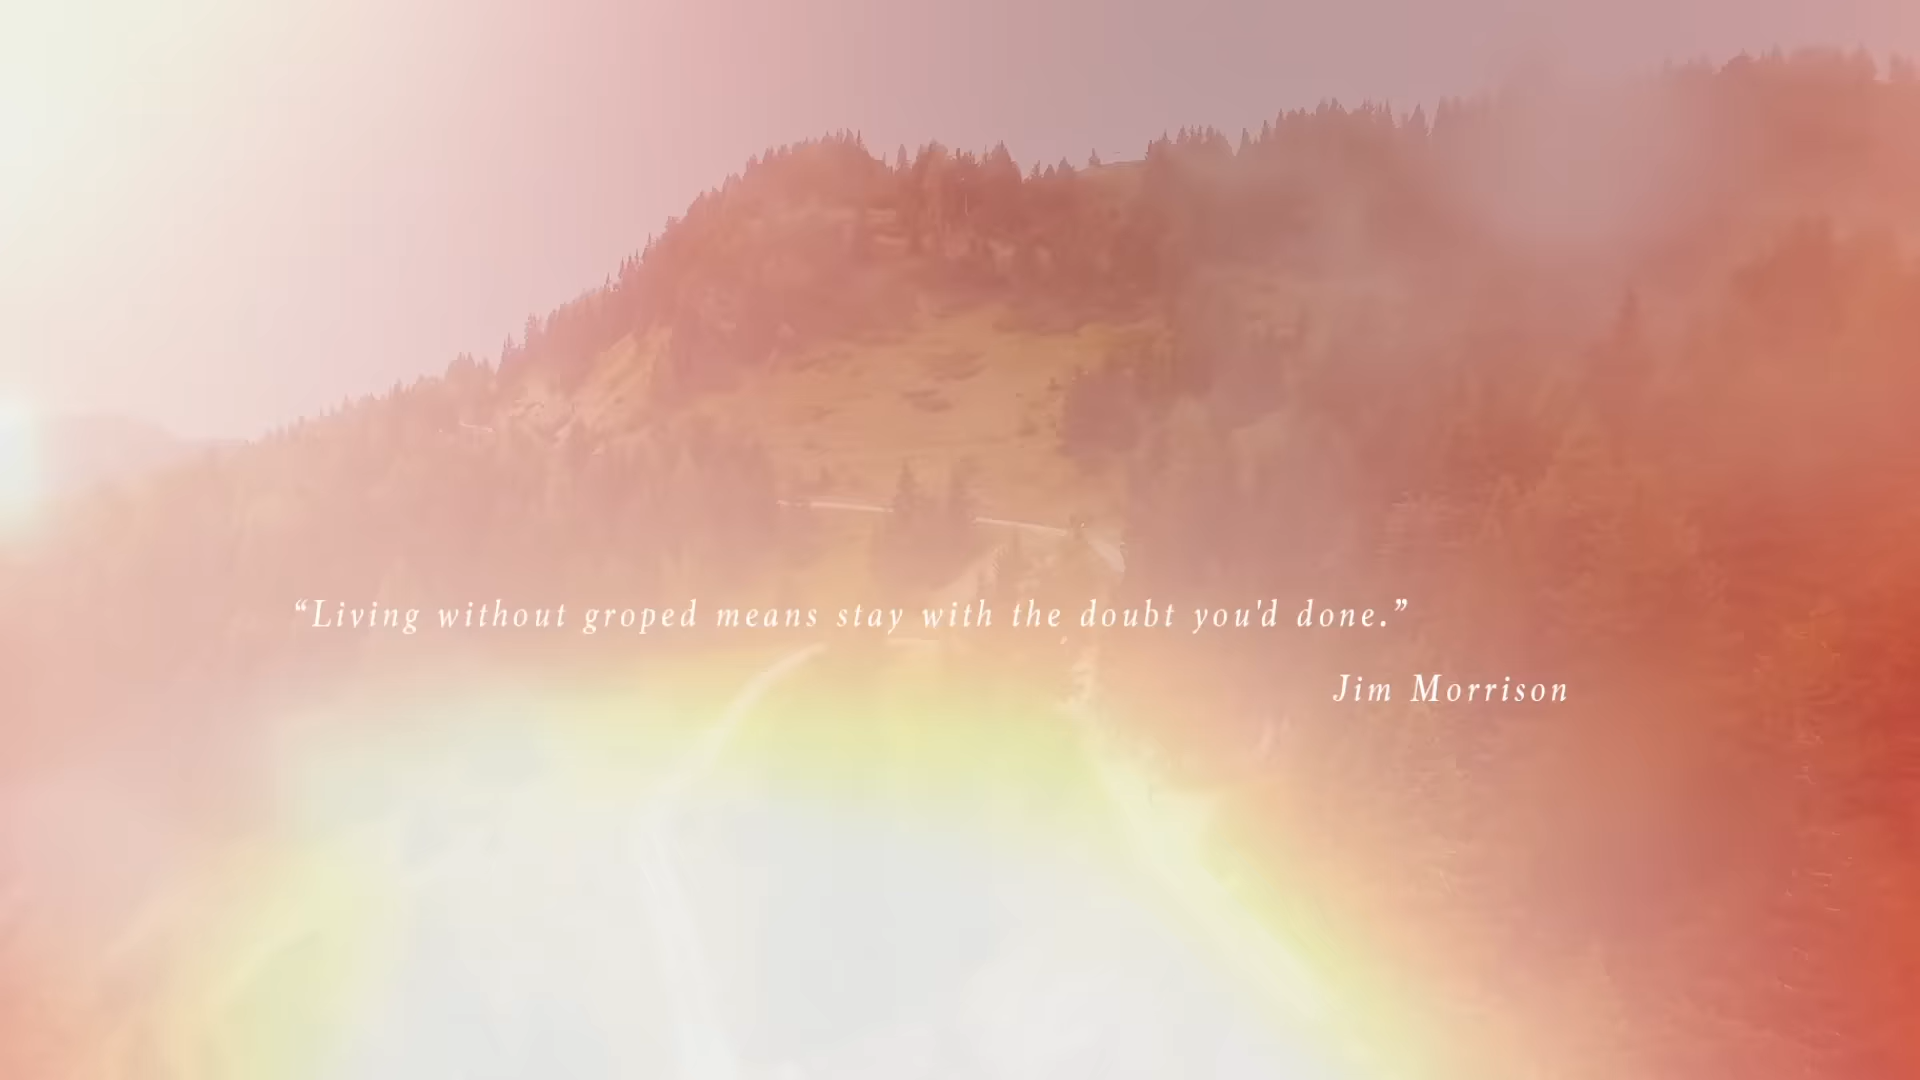 “Living without groped means stay with the doubt you'd done.”
Jim Morrison